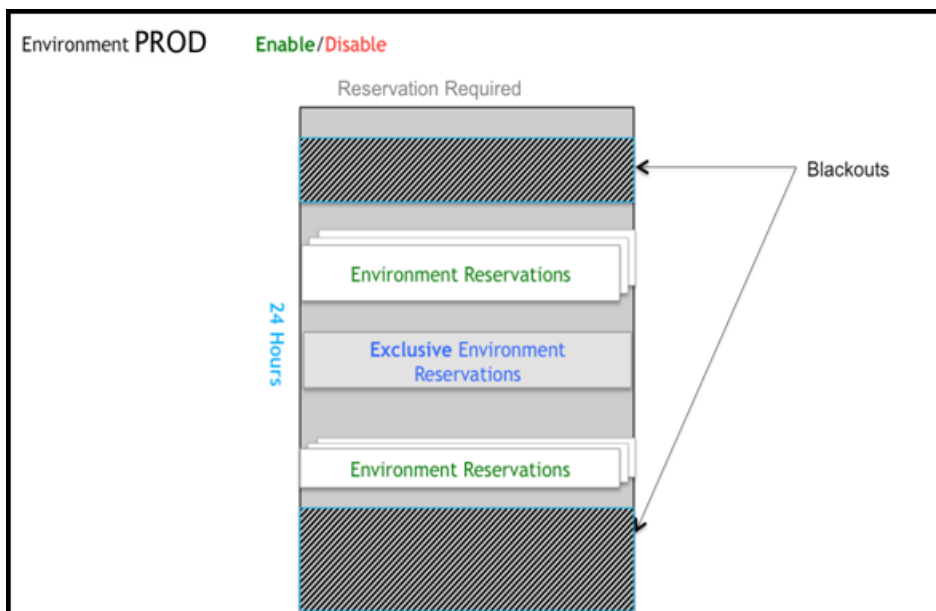 Environment PROD Enable/Disable
Reservation Required
Blackouts
Environment Reservations
24 Hours
Exclusive Environment
Reservations
Environment Reservations